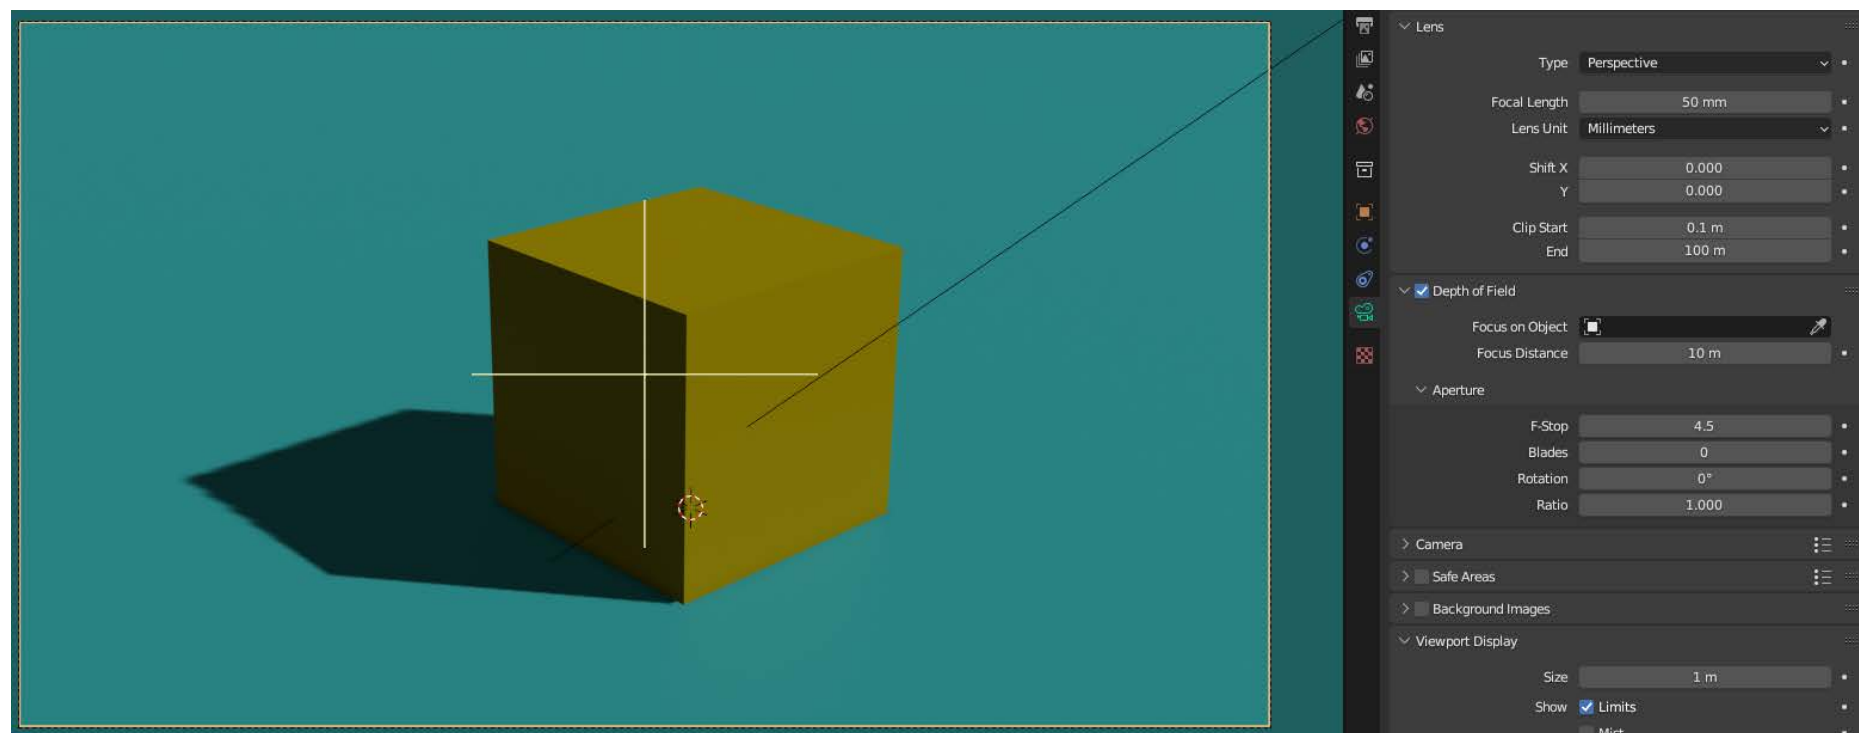 Lens
Type Perspective
Focal Length 50 mm
Lens Unit Millimeters
Shift X 0.000
Y 0.000
Clip Start 0.1 m
End 100 m
Depth of Field
Focus on Object
Focus Distance 10 m
Aperture
F-Stop 4.5
Blades 0
Rotation 0°
Ratio 1.000
Camera
Safe Areas
Background Images
Viewport Display
Size 1 m
Show Limits
Mist